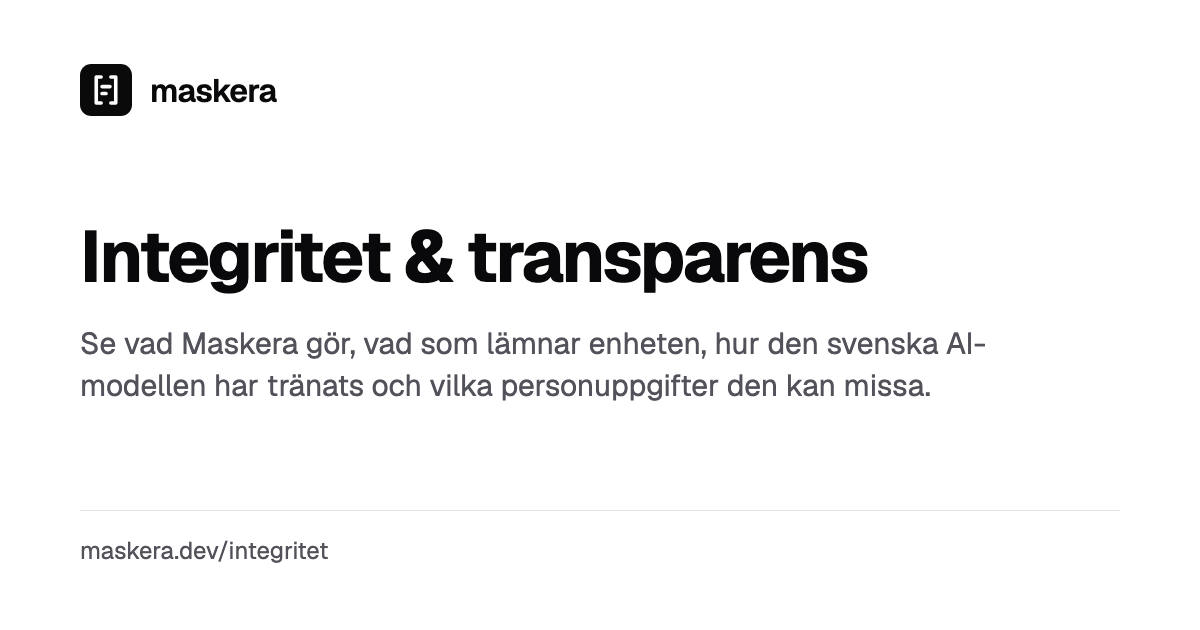 maskera
Integritet & transparens
Se vad Maskera gör, vad som lämnar enheten, hur den svenska AI-
modellen har tränats och vilka personuppgifter den kan missa.
maskera.dev/integritet